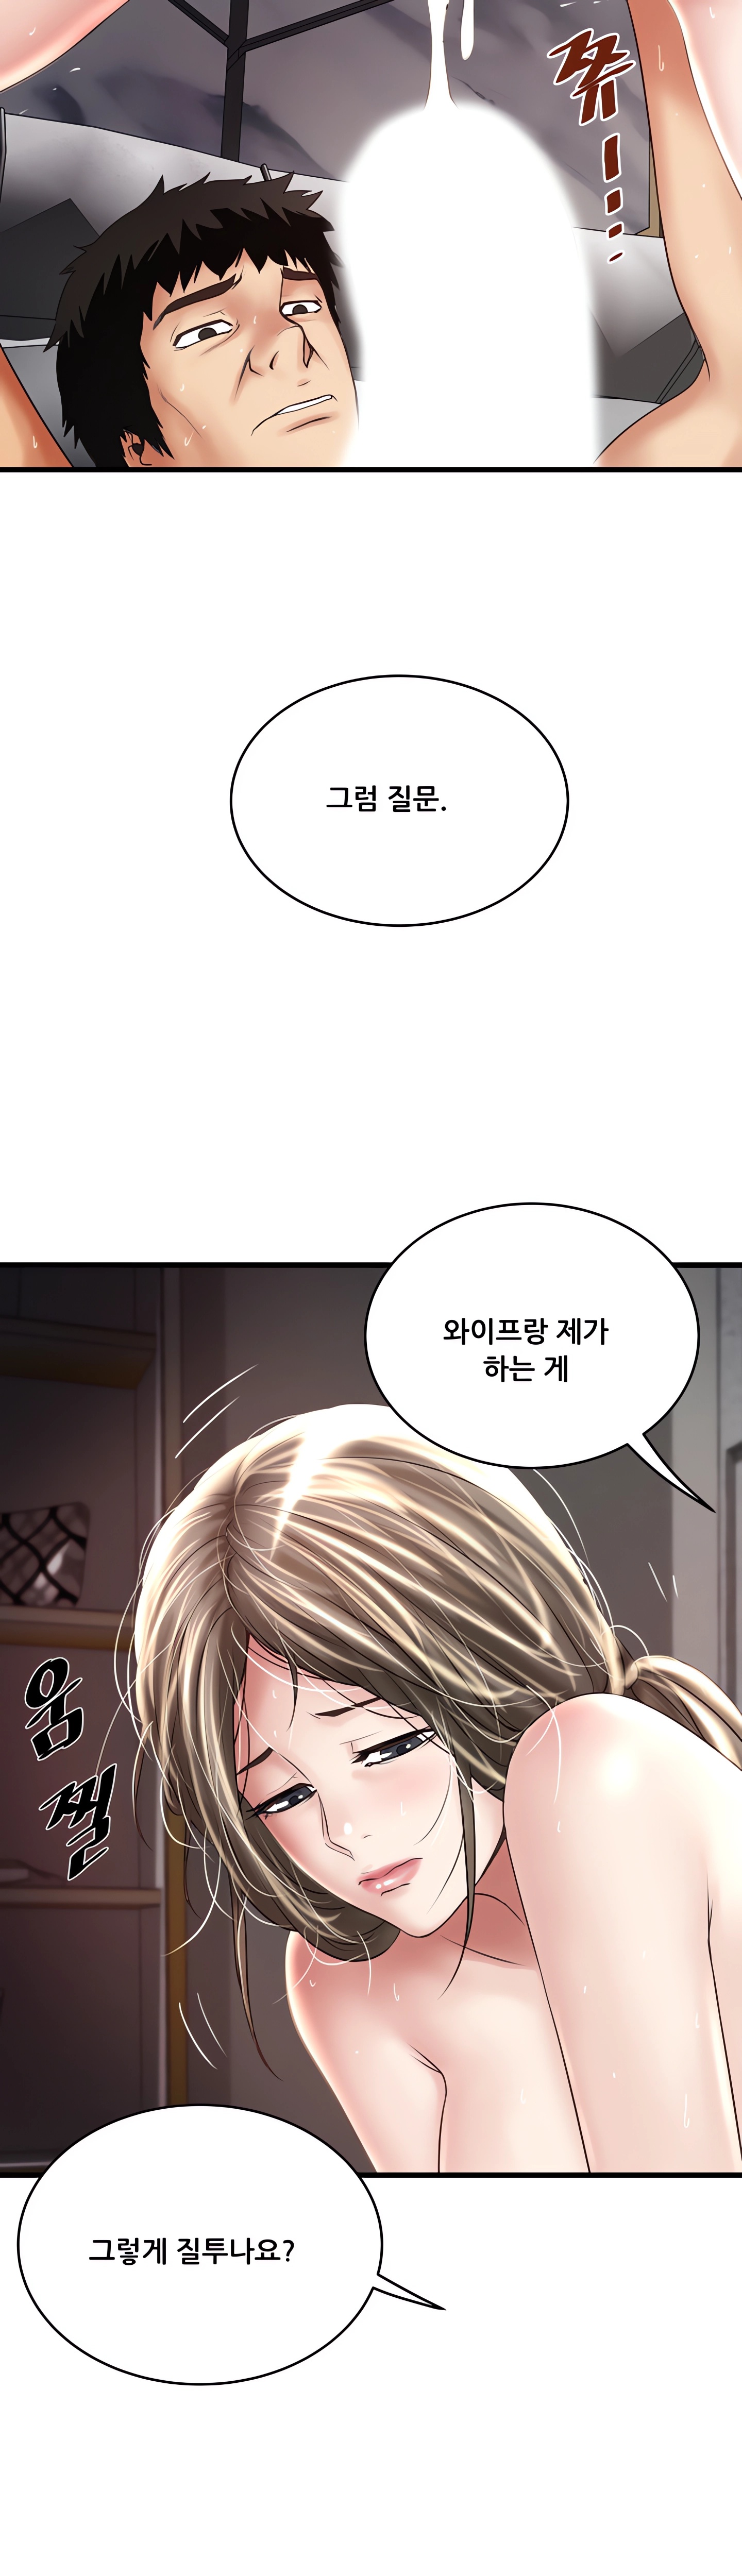 쮸
그럼 질문.
와이프랑 제가
하는 게
움
찔
그렇게 질투나요?